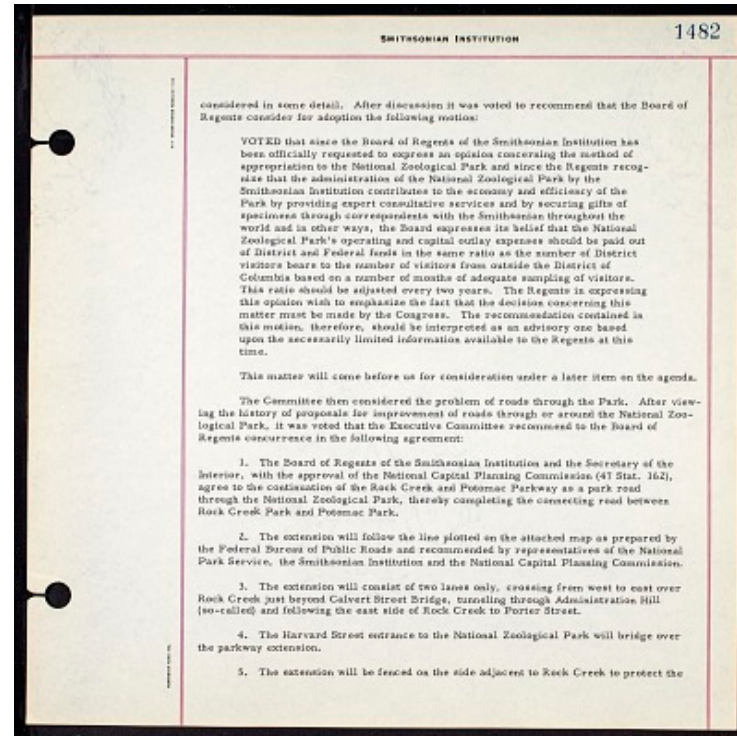 SMITHSONIAN INSTITUTION
1482
considered in some detail. After discussion it was voted to recommend that the Board of
Regents consider for adoption the following motion:
VOTED that since the Board of Regents of the Smithsonian Institution has
been officially requested to express an opinion concerning the method of
appropriation to the National Zoological Park and since the Regents recog-
nize that the administration of the National Zoological Park by the
Smithsonian Institution contributes to the economy and efficiency of the
Park by providing expert consultative services and by securing gifts of
specimens through correspondents with the Smithsonian throughout the
world and in other ways, the Board expresses its belief that the National
Zoological Park's operating and capital outlay expenses should be paid out
of District and Federal funds in the same ratio as the number of District
visitors bears to the number of visitors from outside the District of
Columbia based on a number of months of adequate sampling of visitors.
This ratio should be adjusted every two years. The Regents in expressing
this opinion wish to emphasize the fact that the decision concerning this
matter must be made by the Congress. The recommendation contained in
this motion, therefore, should be interpreted as an advisory one based
upon the necessarily limited information available to the Regents at this
time.
This matter will come before us for consideration under a later item on the agenda.
The Committee then considered the problem of roads through the Park. After view-
ing the history of proposals for improvement of roads through or around the National Zoo-
logical Park, it was voted that the Executive Committee recommend to the Board of
Regents concurrence in the following agreement:
1. The Board of Regents of the Smithsonian Institution and the Secretary of the
Interior, with the approval of the National Capital Planning Commission (47 Stat. 162),
agree to the continuation of the Rock Creek and Potomac Parkway as a park road
through the National Zoological Park, thereby completing the connecting road between
Rock Creek Park and Potomac Park.
2. The extension will follow the line plotted on the attached map as prepared by
the Federal Bureau of Public Roads and recommended by representatives of the National
Park Service, the Smithsonian Institution and the National Capital Planning Commission.
3. The extension will consist of two lanes only, crossing from west to east over
Rock Creek just beyond Calvert Street Bridge, tunneling through Administration Hill
(so-called) and following the east side of Rock Creek to Porter Street.
4. The Harvard Street entrance to the National Zoological Park will bridge over
the parkway extension.
5. The extension will be fenced on the side adjacent to Rock Creek to protect the